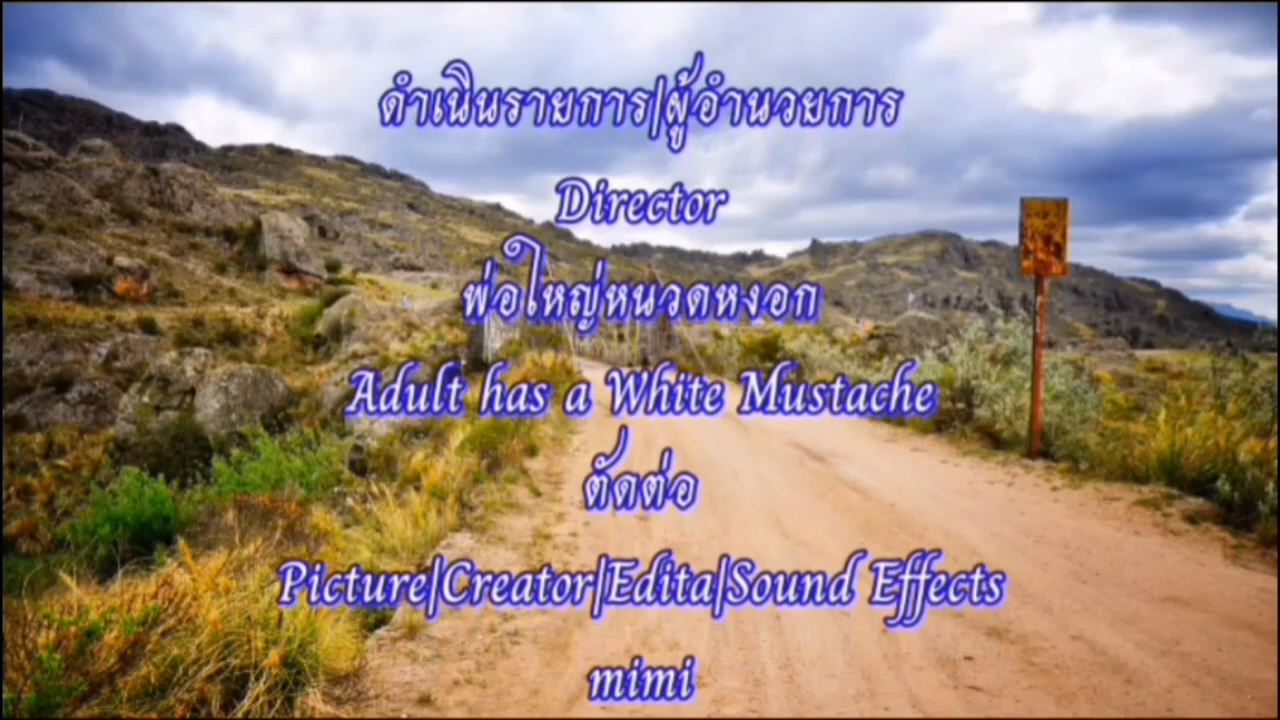 ดำเนินรายการ|ผู้อำนวยการ
Director
พ่อใหญ่หนวดหงอก
Adult has a White Mustache
ตัดต่อ
Picture|Creator|Edita|Sound Effects
mimi